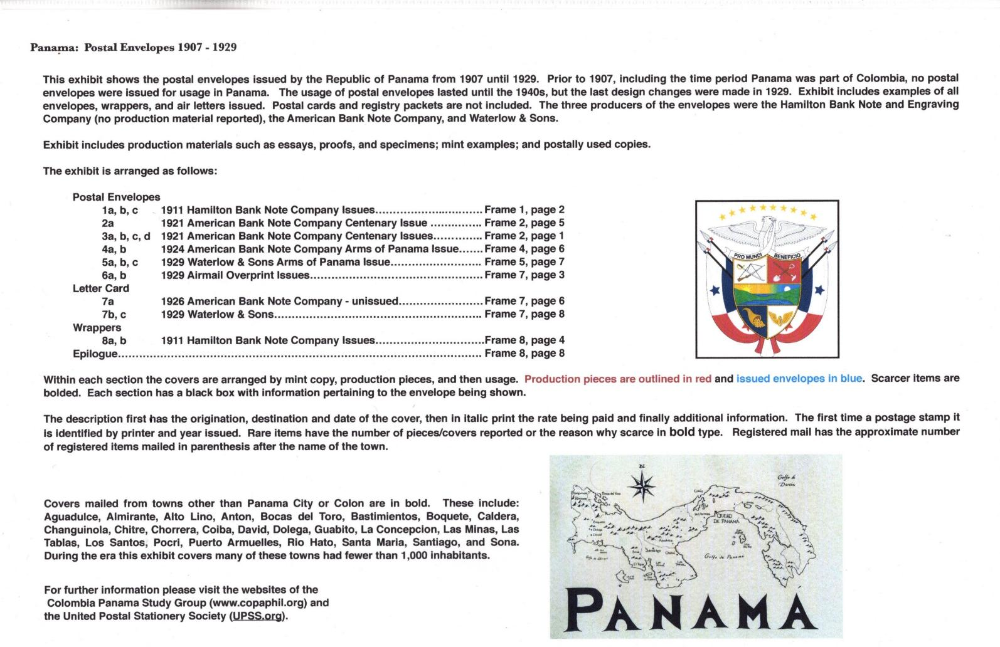 Panama: Postal Envelopes 1907 - 1929
This exhibit shows the postal envelopes issued by the Republic of Panama from 1907 until 1929. Prior to 1907, including the time period Panama was part of Colombia, no postal
envelopes were issued for usage in Panama. The usage of postal envelopes lasted until the 1940s, but the last design changes were made in 1929. Exhibit includes examples of all
envelopes, wrappers, and air letters issued. Postal cards and registry packets are not included. The three producers of the envelopes were the Hamilton Bank Note and Engraving
Company (no production material reported), the American Bank Note Company, and Waterlow & Sons.
Exhibit includes production materials such as essays, proofs, and specimens; mint examples; and postally used copies.
The exhibit is arranged as follows:
Postal Envelopes
1a, b, c 1911 Hamilton Bank Note Company Issues.............................. Frame 1, page 2
2a 1921 American Bank Note Company Centenary Issue ............... Frame 2, page 5
3a, b, c, d 1921 American Bank Note Company Centenary Issues.............. Frame 2, page 1
4a, b 1924 American Bank Note Company Arms of Panama Issue....... Frame 4, page 6
5a, b, c 1929 Waterlow & Sons Arms of Panama Issue......................... Frame 5, page 7
6a, b 1929 Airmail Overprint Issues................................................ Frame 7, page 3
Letter Card
7a 1926 American Bank Note Company - unissued........................ Frame 7, page 6
7b, c 1929 Waterlow & Sons.......................................................... Frame 7, page 8
Wrappers
8a, b 1911 Hamilton Bank Note Company Issues...............................Frame 8, page 4
Epilogue...................................................................................................... Frame 8, page 8
PRO MUNDI BENEFICIO
Within each section the covers are arranged by mint copy, production pieces, and then usage. Production pieces are outlined in red and issued envelopes in blue. Scarcer items are
bolded. Each section has a black box with information pertaining to the envelope being shown.
The description first has the origination, destination and date of the cover, then in italic print the rate being paid and finally additional information. The first time a postage stamp it
is identified by printer and year issued. Rare items have the number of pieces/covers reported or the reason why scarce in bold type. Registered mail has the approximate number
of registered items mailed in parenthesis after the name of the town.
Covers mailed from towns other than Panama City or Colon are in bold. These include:
Aguadulce, Almirante, Alto Lino, Anton, Bocas del Toro, Bastimientos, Boquete, Caldera,
Changuinola, Chitre, Chorrera, Coiba, David, Dolega, Guabito, La Concepcion, Las Minas, Las
Tablas, Los Santos, Pocri, Puerto Armuelles, Rio Hato, Santa Maria, Santiago, and Sona.
During the era this exhibit covers many of these towns had fewer than 1,000 inhabitants.
For further information please visit the websites of the
Colombia Panama Study Group (www.copaphil.org) and
the United Postal Stationery Society (UPSS.org).
N
Golfo de
Darién
Bocas del Toro
Colón
CIUDAD
DE PANAMÁ
Boquete
Aguadulce
Santiago
Chitré
Golfo de Panamá
PANAMA